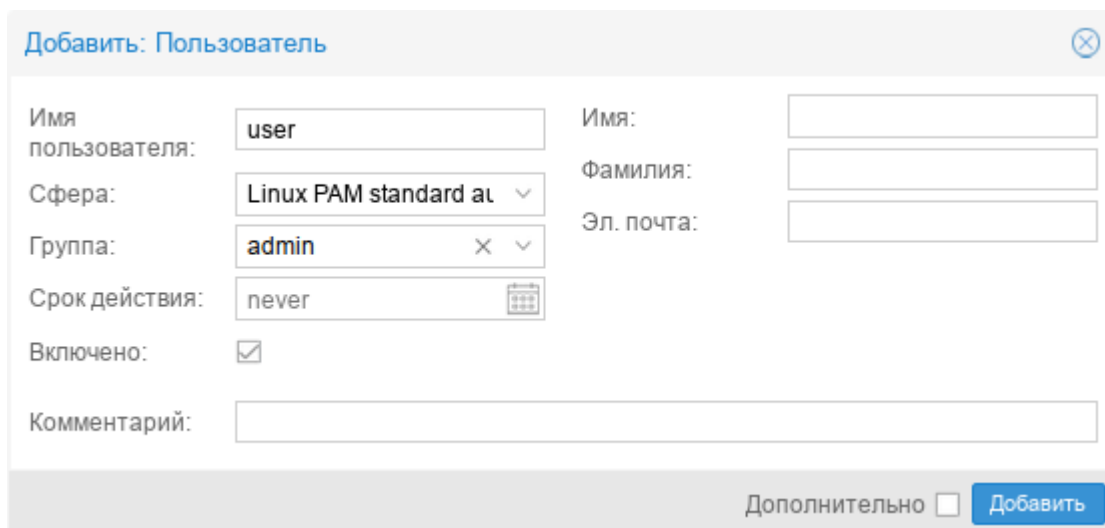 Добавить: Пользователь
Имя
пользователя:
user
Сфера:
Linux PAM standard au
Группа:
admin
Срок действия:
never
Включено:
Имя:
Фамилия:
Эл. почта:
Комментарий:
Дополнительно
Добавить